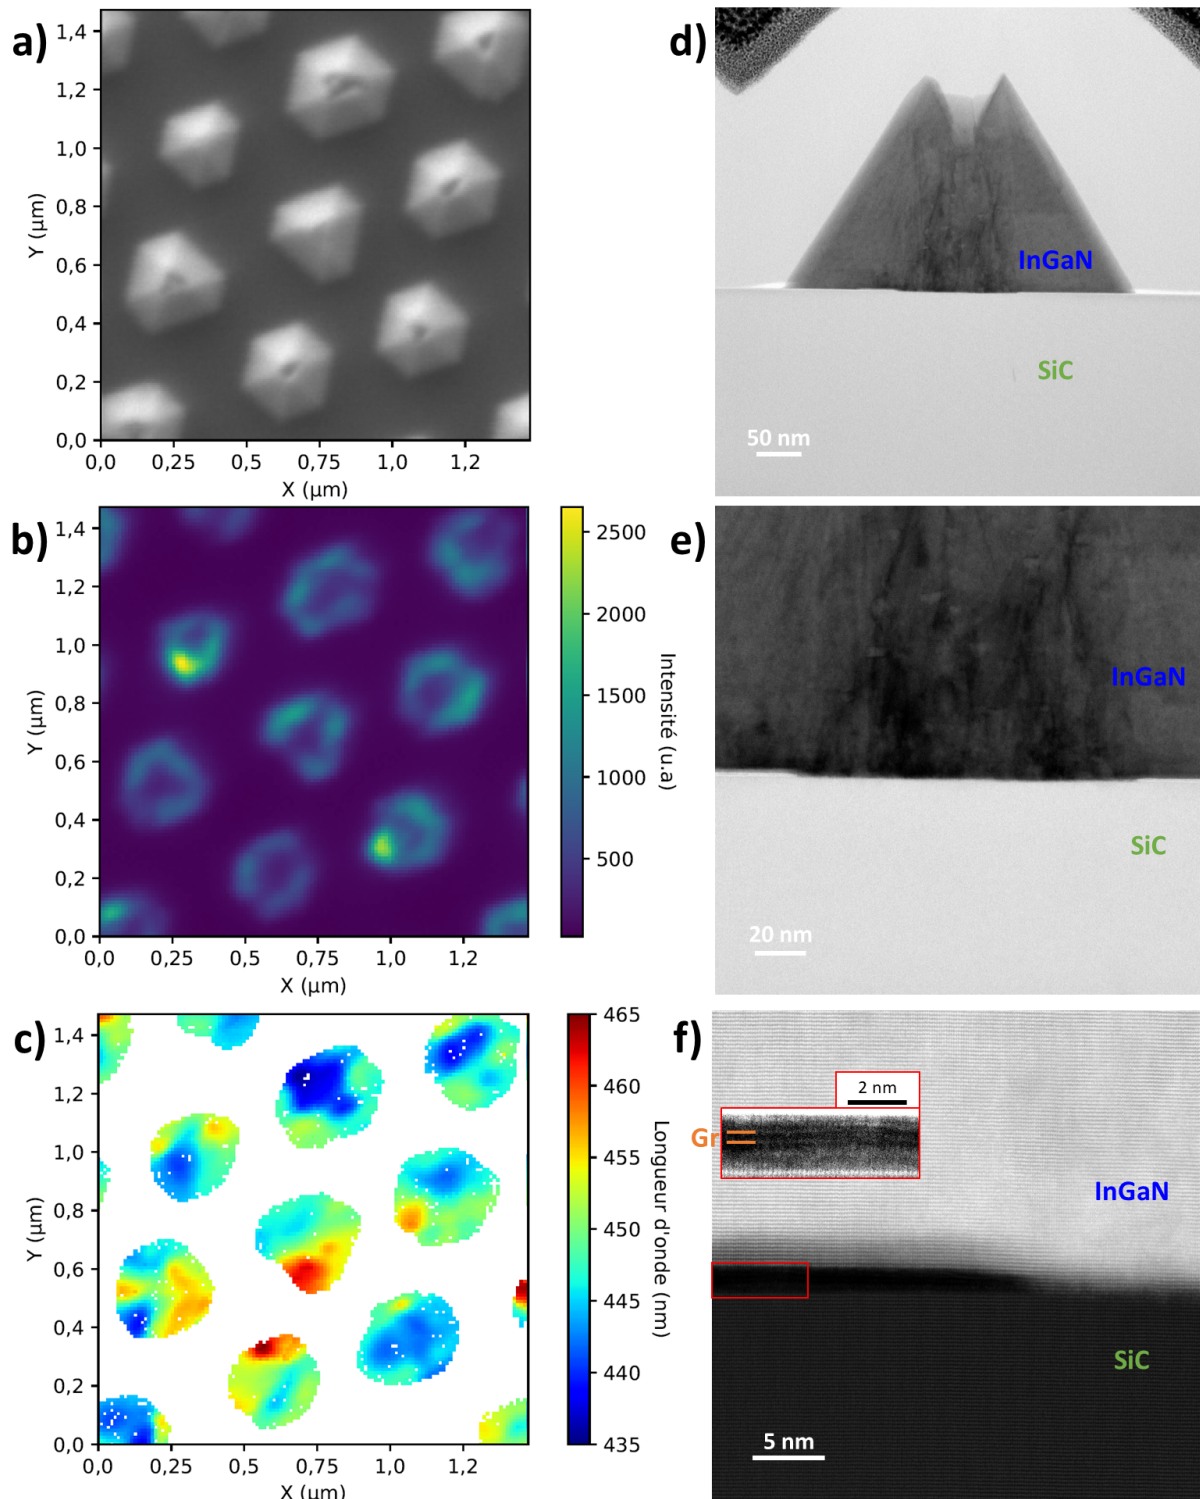 a)
Y (µm)
1,4
1,2
1,0
0,8
0,6
0,4
0,2
0,0
0,0 0,25 0,5 0,75 1,0 1,2
X (µm)
b)
Y (µm)
1,4
1,2
1,0
0,8
0,6
0,4
0,2
0,0
0,0 0,25 0,5 0,75 1,0 1,2
X (µm)
2500
2000
1500
1000
500
Intensité (u.a)
c)
Y (µm)
1,4
1,2
1,0
0,8
0,6
0,4
0,2
0,0
0,0 0,25 0,5 0,75 1,0 1,2
X (µm)
465
460
455
450
445
440
435
Longueur d'onde (nm)
d)
InGaN
SiC
50 nm
e)
InGaN
SiC
20 nm
f)
2 nm
Gr
InGaN
SiC
5 nm